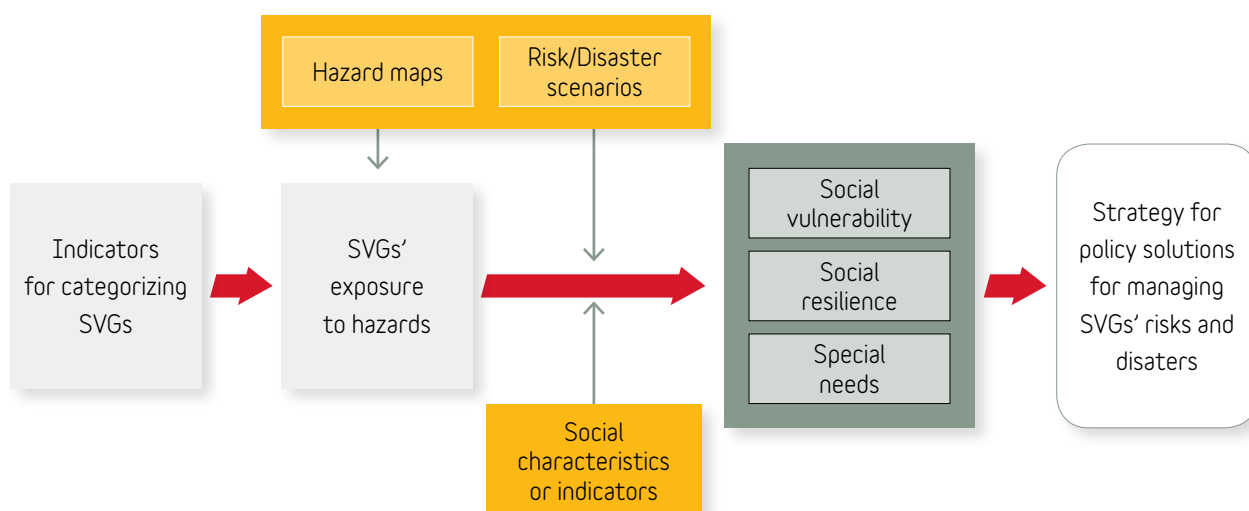 Hazard maps
Risk/Disaster
scenarios
Indicators
for categorizing
SVGs
SVGs'
exposure
to hazards
Social
vulnerability
Social
resilience
Special
needs
Strategy for
policy solutions
for managing
SVGs' risks and
disaters
Social
characteristics
or indicators